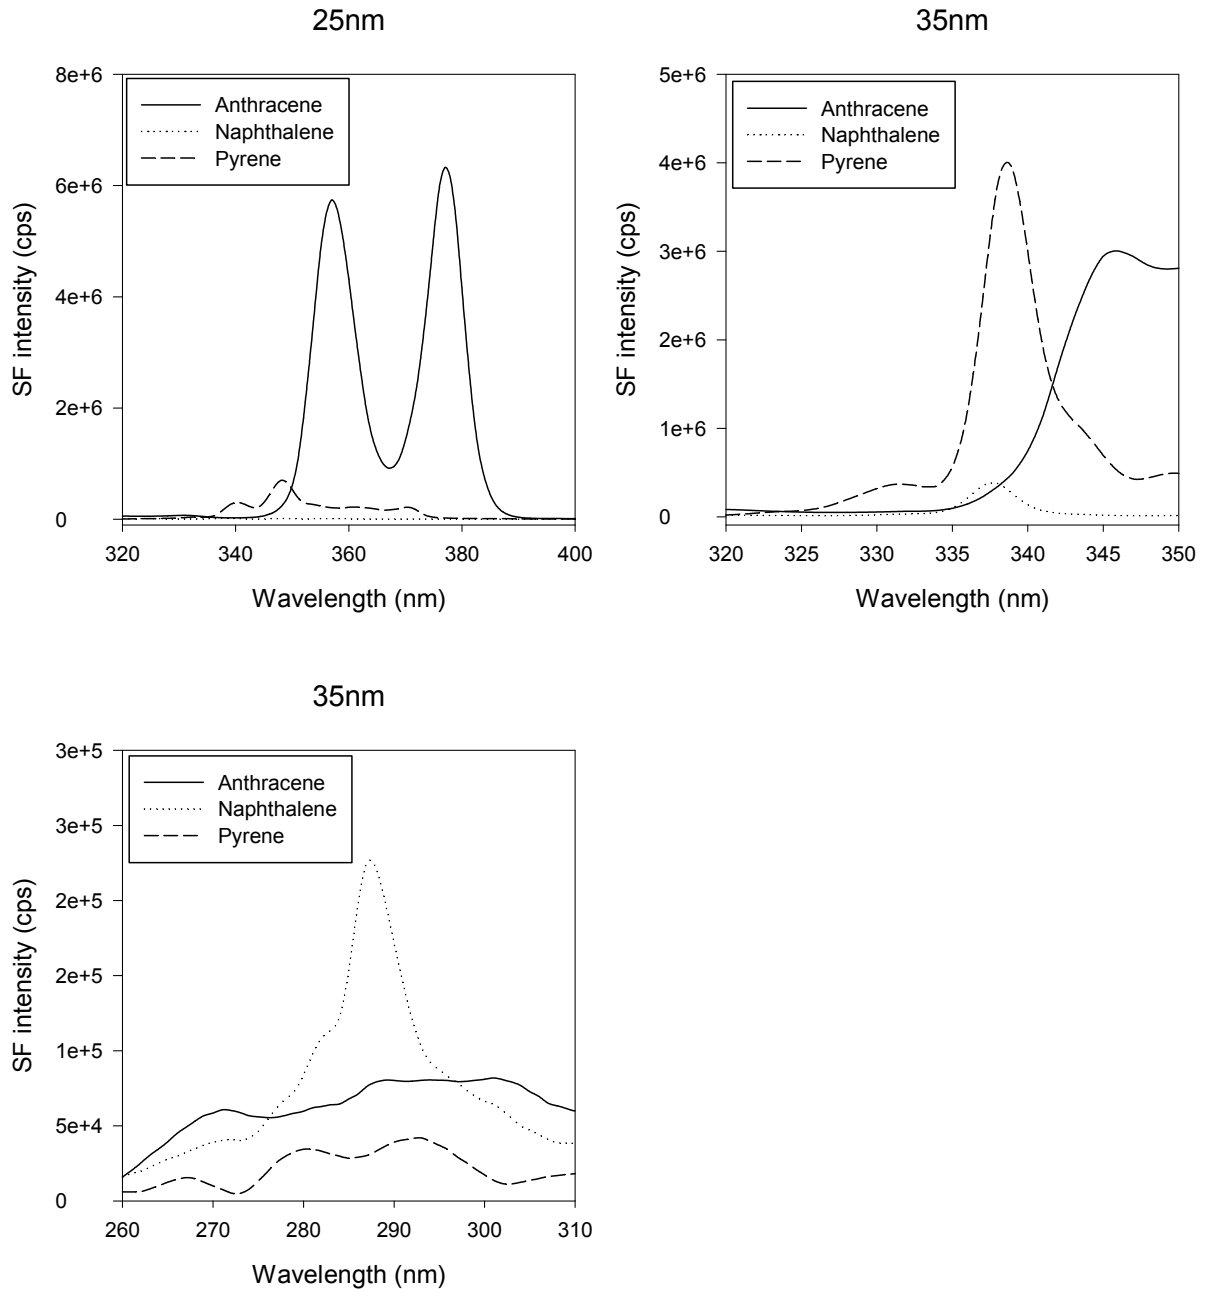 25nm
8e+6
6e+6
4e+6
2e+6
0
SF intensity (cps)
Anthracene
Naphthalene
Pyrene
320 340 360 380 400
Wavelength (nm)
35nm
5e+6
4e+6
3e+6
2e+6
1e+6
0
SF intensity (cps)
Anthracene
Naphthalene
Pyrene
320 325 330 335 340 345 350
Wavelength (nm)
35nm
3e+5
3e+5
2e+5
2e+5
1e+5
5e+4
0
SF intensity (cps)
Anthracene
Naphthalene
Pyrene
260 270 280 290 300 310
Wavelength (nm)